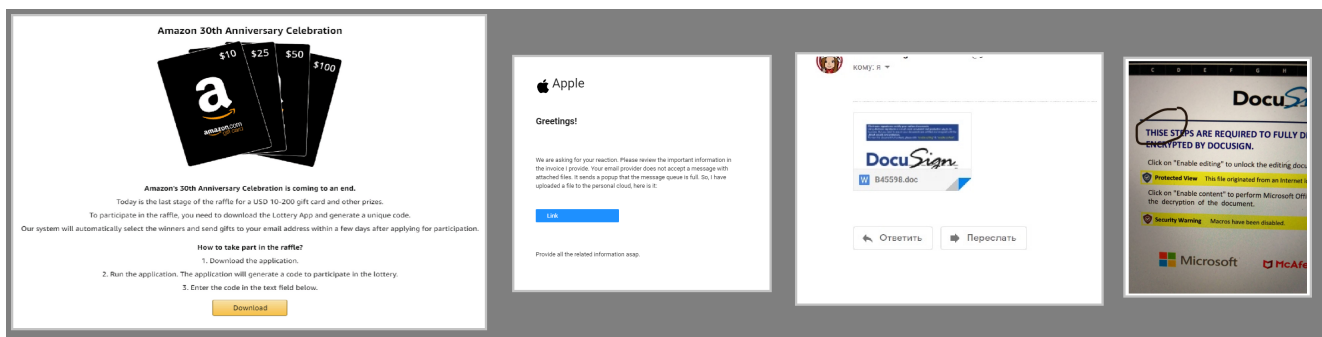 Amazon 30th Anniversary Celebration
$10 $25 $50 $100
a
amazon.com
Amazon's 30th Anniversary Celebration is coming to an end.
Today is the last stage of the raffle for a USD 10-200 gift card and other prizes.
To participate in the raffle, you need to download the Lottery App and generate a unique code.
Our system will automatically select the winners and send gifts to your email address within a few days after applying for participation.
How to take part in the raffle?
1. Download the application.
2. Run the application. The application will generate a code to participate in the lottery.
3. Enter the code in the text field below.
Download
Apple
Greetings!
We are asking for your reaction. Please review the important information in
the invoice I provide. Your email provider does not accept a message with
attached files. It sends a popup that the message queue is full. So, I have
uploaded a file to the personal cloud, here is it:
Link
Provide all the related information asap.
кому: я
DocuSign
W B45598.doc
Ответить Переслать
C D E F G H
DocuS
THISE STEPS ARE REQUIRED TO FULLY D
ENCRYPTED BY DOCUSIGN.
Click on "Enable editing" to unlock the editing docu
Protected View This file originated from an Internet l
Click on "Enable content" to perform Microsoft Offi
the decryption of the document.
Security Warning Macros have been disabled.
Microsoft McAfe